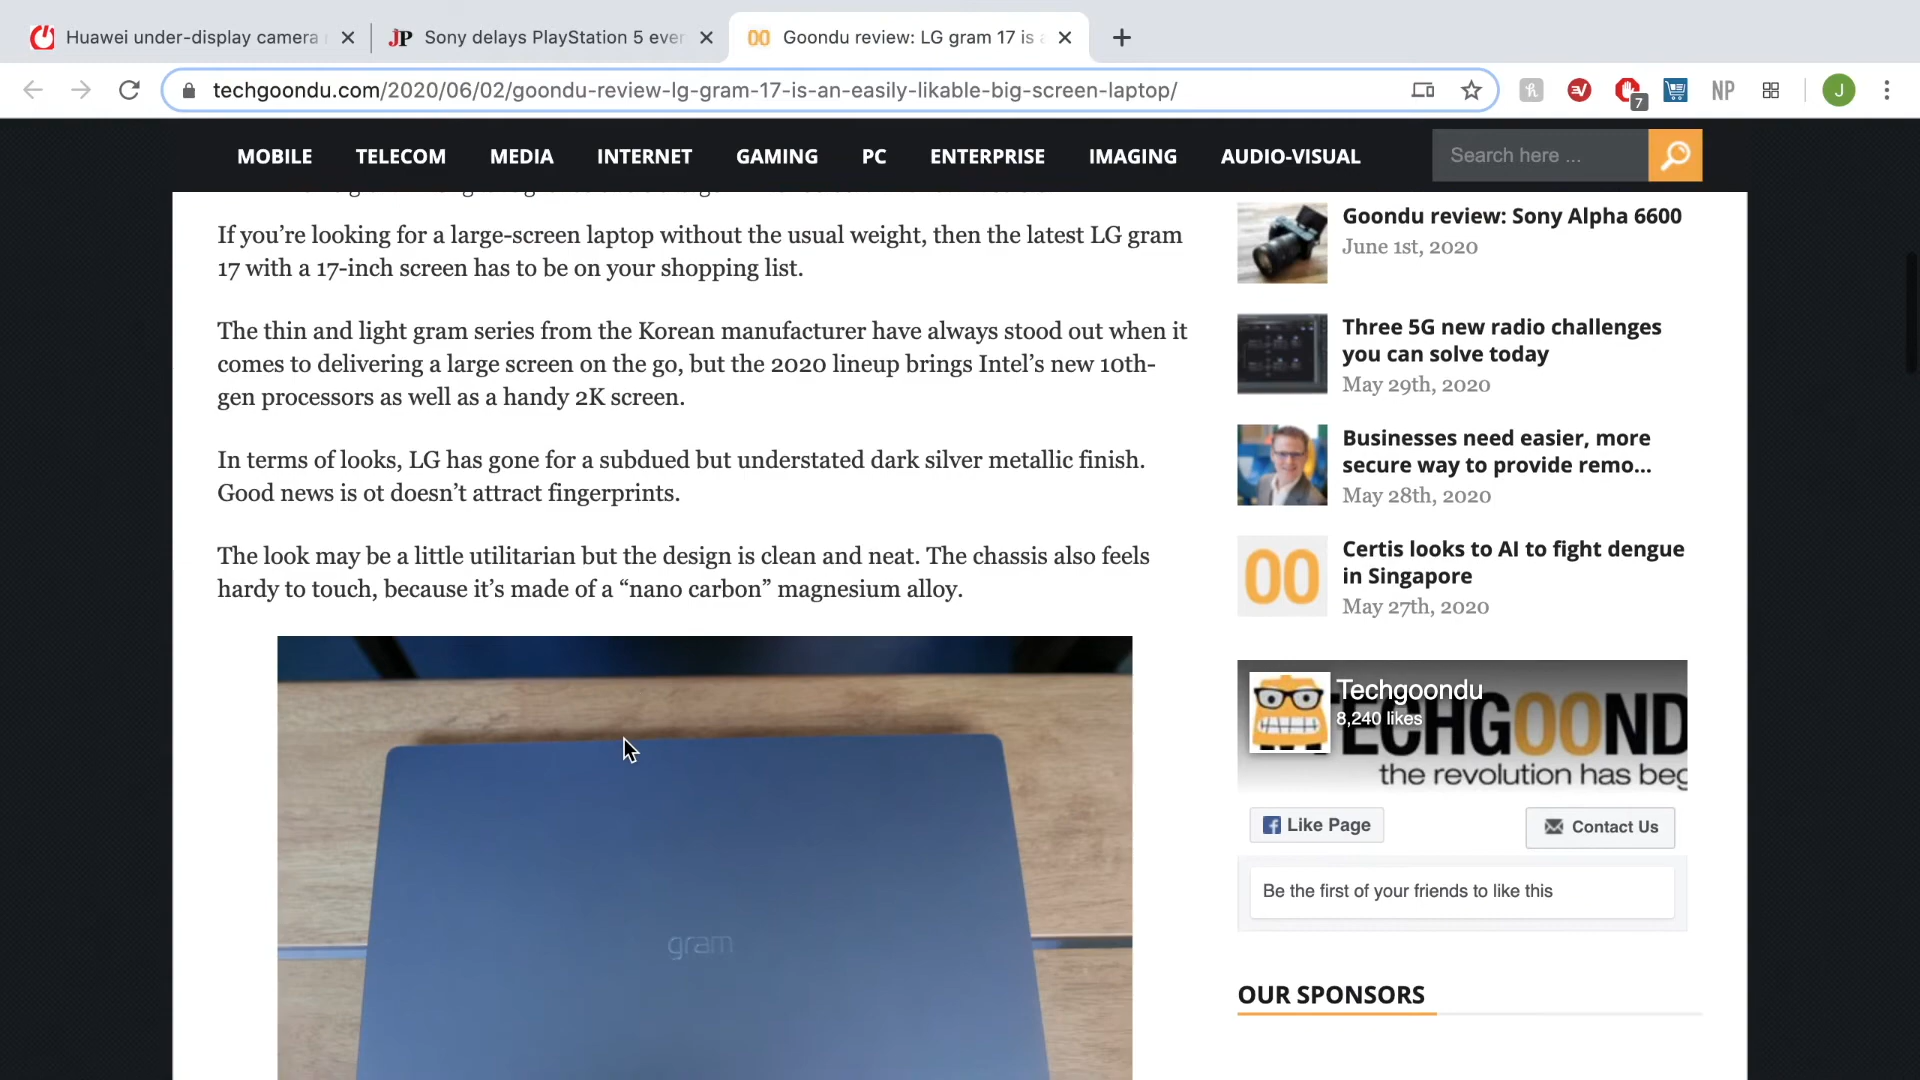 Huawei under-display camera
Sony delays PlayStation 5 ever
Goondu review: LG gram 17 is a
techgoondu.com/2020/06/02/goondu-review-lg-gram-17-is-an-easily-likable-big-screen-laptop/
7
NP
J
MOBILE TELECOM MEDIA INTERNET GAMING PC ENTERPRISE IMAGING AUDIO-VISUAL
Search here ...
If you’re looking for a large-screen laptop without the usual weight, then the latest LG gram
17 with a 17-inch screen has to be on your shopping list.
The thin and light gram series from the Korean manufacturer have always stood out when it
comes to delivering a large screen on the go, but the 2020 lineup brings Intel’s new 10th-
gen processors as well as a handy 2K screen.
In terms of looks, LG has gone for a subdued but understated dark silver metallic finish.
Good news is ot doesn’t attract fingerprints.
The look may be a little utilitarian but the design is clean and neat. The chassis also feels
hardy to touch, because it’s made of a “nano carbon” magnesium alloy.
gram
Goondu review: Sony Alpha 6600
June 1st, 2020
Three 5G new radio challenges
you can solve today
May 29th, 2020
Businesses need easier, more
secure way to provide remo...
May 28th, 2020
Certis looks to AI to fight dengue
in Singapore
May 27th, 2020
Techgoondu
8,240 likes
TECHGOOND
the revolution has beg
Like Page
Contact Us
Be the first of your friends to like this
OUR SPONSORS